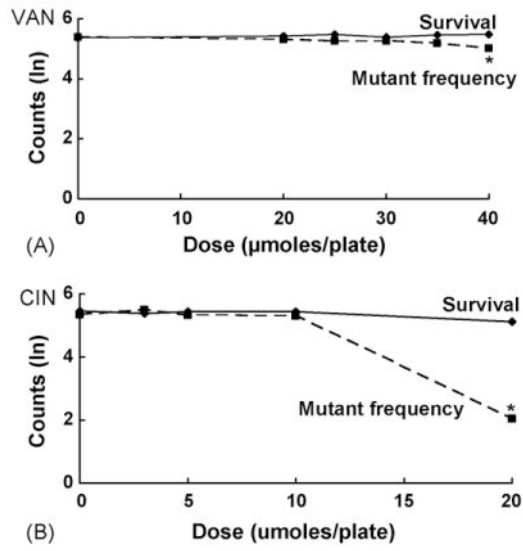 VAN
6
Survival
4
Mutant frequency
*
2
0
Counts (ln)
0 10 20 30 40
(A) Dose (µmoles/plate)
CIN
6
Survival
4
Mutant frequency
*
2
0
Counts (ln)
0 5 10 15 20
(B) Dose (umoles/plate)